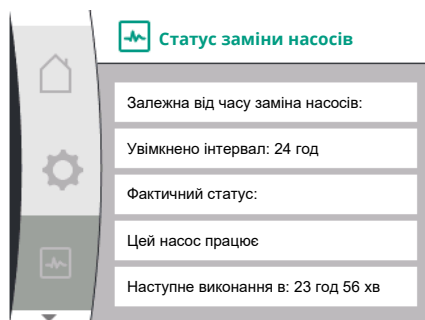 Статус заміни насосів
Залежна від часу заміна насосів:
Увімкнено інтервал: 24 год
Фактичний статус:
Цей насос працює
Наступне виконання в: 23 год 56 хв